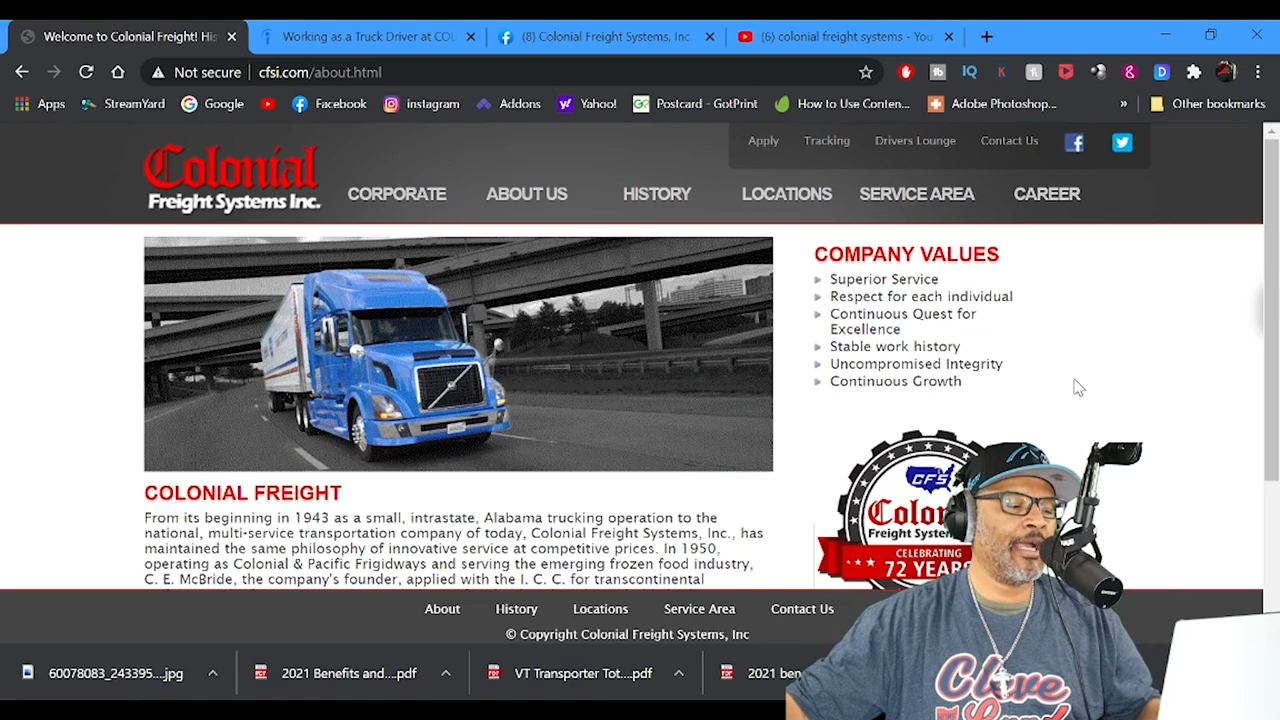 Welcome to Colonial Freight! His
Working as a Truck Driver at COL
(8) Colonial Freight Systems, Inc.
(6) colonial freight systems - You
Not secure
cfsi.com/about.html
Apps
StreamYard
Google
Facebook
instagram
Addons
Yahoo!
Postcard - GotPrint
How to Use Conten...
Adobe Photoshop...
»
Other bookmarks
Colonial
Freight Systems Inc.
Apply
Tracking
Drivers Lounge
Contact Us
CORPORATE
ABOUT US
HISTORY
LOCATIONS
SERVICE AREA
CAREER
COMPANY VALUES
Superior Service
Respect for each individual
Continuous Quest for
Excellence
Stable work history
Uncompromised Integrity
Continuous Growth
COLONIAL FREIGHT
From its beginning in 1943 as a small, intrastate, Alabama trucking operation to the
national, multi-service transportation company of today, Colonial Freight Systems, Inc., has
maintained the same philosophy of innovative service at competitive prices. In 1950,
operating as Colonial & Pacific Frigidways and serving the emerging frozen food industry,
C. E. McBride, the company's founder, applied with the I. C. C. for transcontinental
CFS
CELEBRATING
72 YEARS
About
History
Locations
Service Area
Contact Us
© Copyright Colonial Freight Systems, Inc
60078083_243395...jpg
2021 Benefits and....pdf
VT Transporter Tot....pdf
2021 ben
Cleve
Land